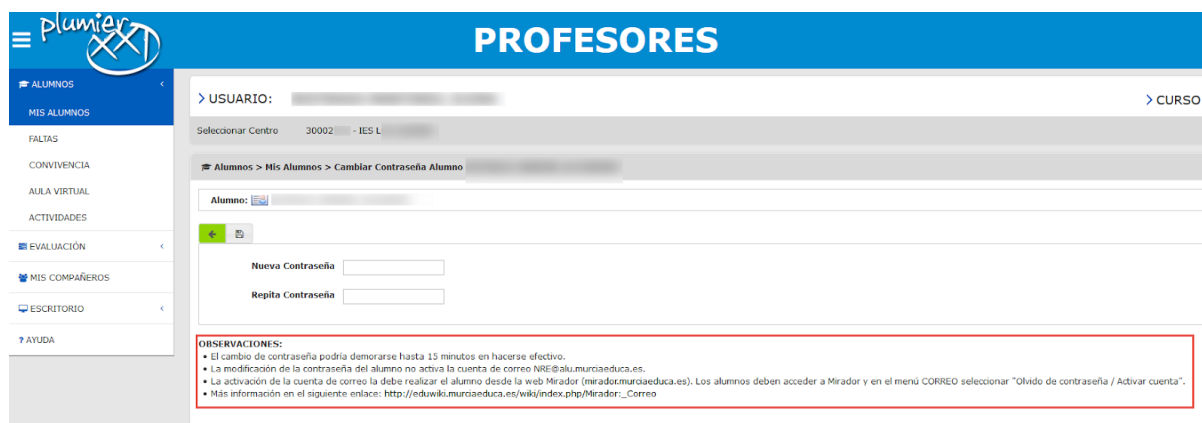 plumier
XXI
PROFESORES
ALUMNOS
MIS ALUMNOS
FALTAS
CONVIVENCIA
AULA VIRTUAL
ACTIVIDADES
EVALUACIÓN
MIS COMPAÑEROS
ESCRITORIO
? AYUDA
USUARIO:
CURSO
Seleccionar Centro 30002 - IES L
Alumnos > Mis Alumnos > Cambiar Contraseña Alumno
Alumno:
Nueva Contraseña
Repita Contraseña
OBSERVACIONES:
• El cambio de contraseña podría demorarse hasta 15 minutos en hacerse efectivo.
• La modificación de la contraseña del alumno no activa la cuenta de correo NRE@alu.murciaeduca.es.
• La activación de la cuenta de correo la debe realizar el alumno desde la web Mirador (mirador.murciaeduca.es). Los alumnos deben acceder a Mirador y en el menú CORREO seleccionar "Olvido de contraseña / Activar cuenta".
• Más información en el siguiente enlace: http://eduwiki.murciaeduca.es/wiki/index.php/Mirador:_Correo